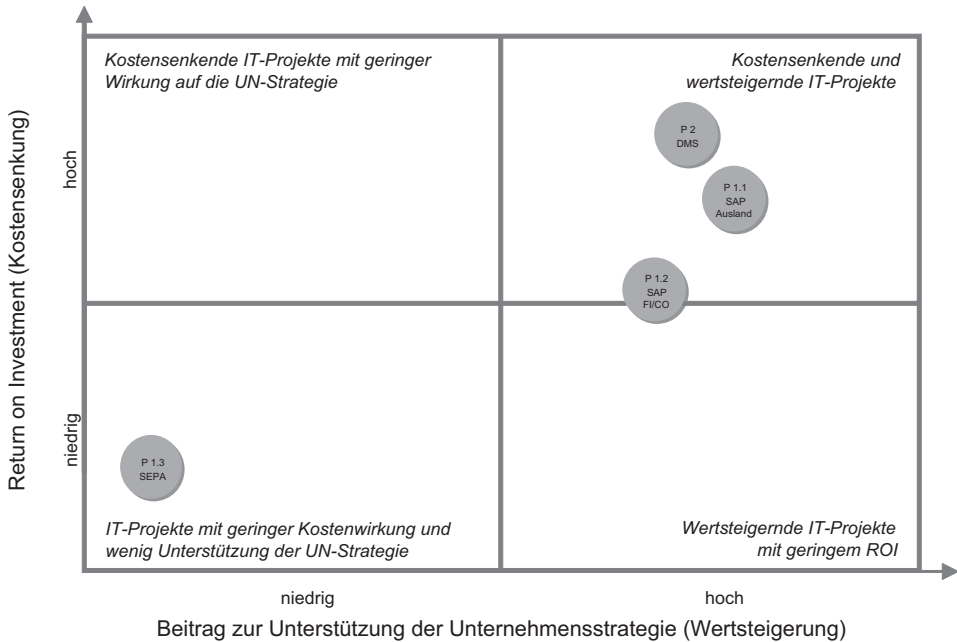 Kostensenkende IT-Projekte mit geringer
Wirkung auf die UN-Strategie
Kostensenkende und
wertsteigernde IT-Projekte
Return on Investment (Kostensenkung)
hoch
niedrig
P 2
DMS
P 1.1
SAP
Ausland
P 1.2
SAP
FI/CO
P 1.3
SEPA
IT-Projekte mit geringer Kostenwirkung und
wenig Unterstützung der UN-Strategie
Wertsteigernde IT-Projekte
mit geringem ROI
niedrig
hoch
Beitrag zur Unterstützung der Unternehmensstrategie (Wertsteigerung)